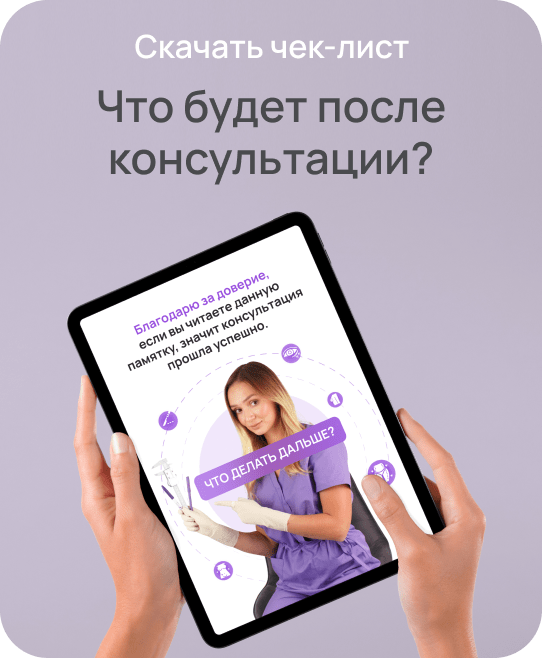 Скачать чек-лист
Что будет после
консультации?
Благодарю за доверие,
если вы читаете данную
памятку, значит консультация
прошла успешно.
ЧТО ДЕЛАТЬ ДАЛЬШЕ?